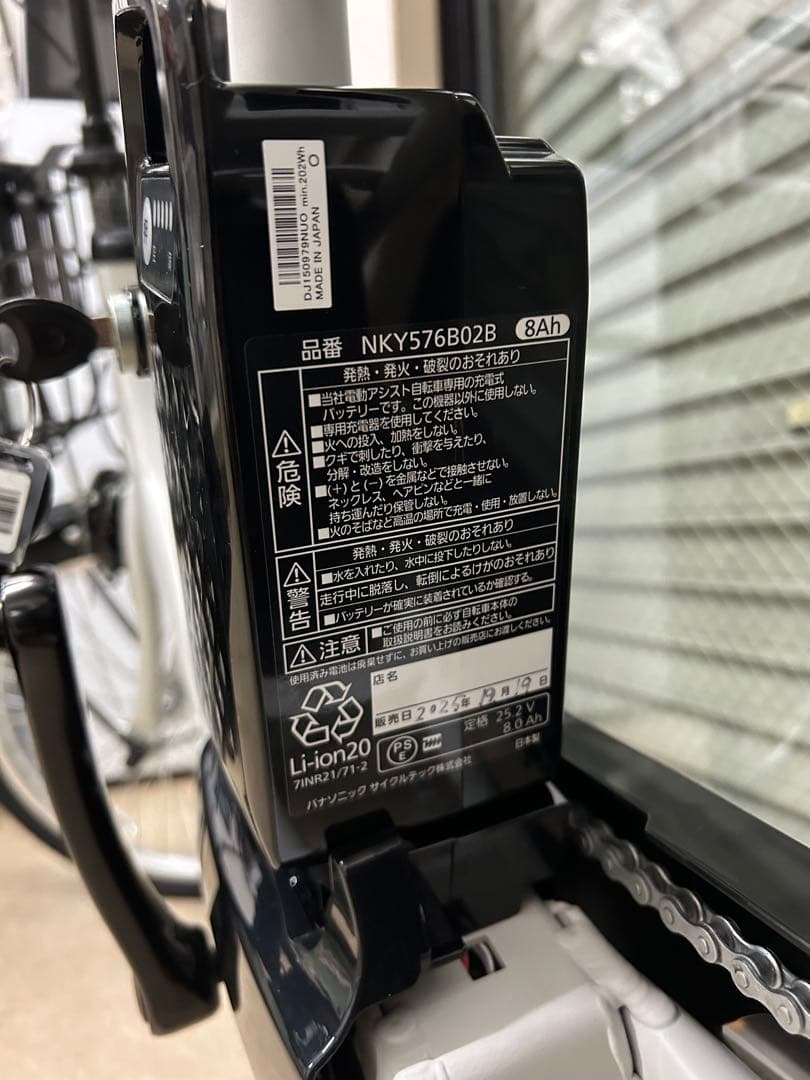 DJ150979NUO min.202Wh
MADE IN JAPAN O
品番 NKY576B02B 8Ah
発熱・発火・破裂のおそれあり
危険
■当社電動アシスト自転車専用の充電式
バッテリーです。この機器以外に使用しない。
■専用充電器を使用してください。
■火への投入、加熱をしない。
■クギで刺したり、衝撃を与えたり、
分解・改造をしない。
■(+)と(-)を金属などで接触させない。
ネックレス、ヘアピンなどと一緒に
持ち運んだり保管しない。
■火のそばなど高温の場所で充電・使用・放置しない。
発熱・発火・破裂のおそれあり
警告
■水を入れたり、水中に投下したりしない。
走行中に脱落し、転倒によるけがのおそれあり
■バッテリーが確実に装着されているか確認する。
注意
■ご使用の前に必ず自転車本体の
取扱説明書をお読みください。
使用済み電池は廃棄せずに、お買い上げの販売店にお渡しください。
店名
販売日 2025年 月19日
Li-ion20
7INR21/71-2
PS
E
定格 25.2 V
8.0 Ah
日本製
パナソニック サイクルテック株式会社